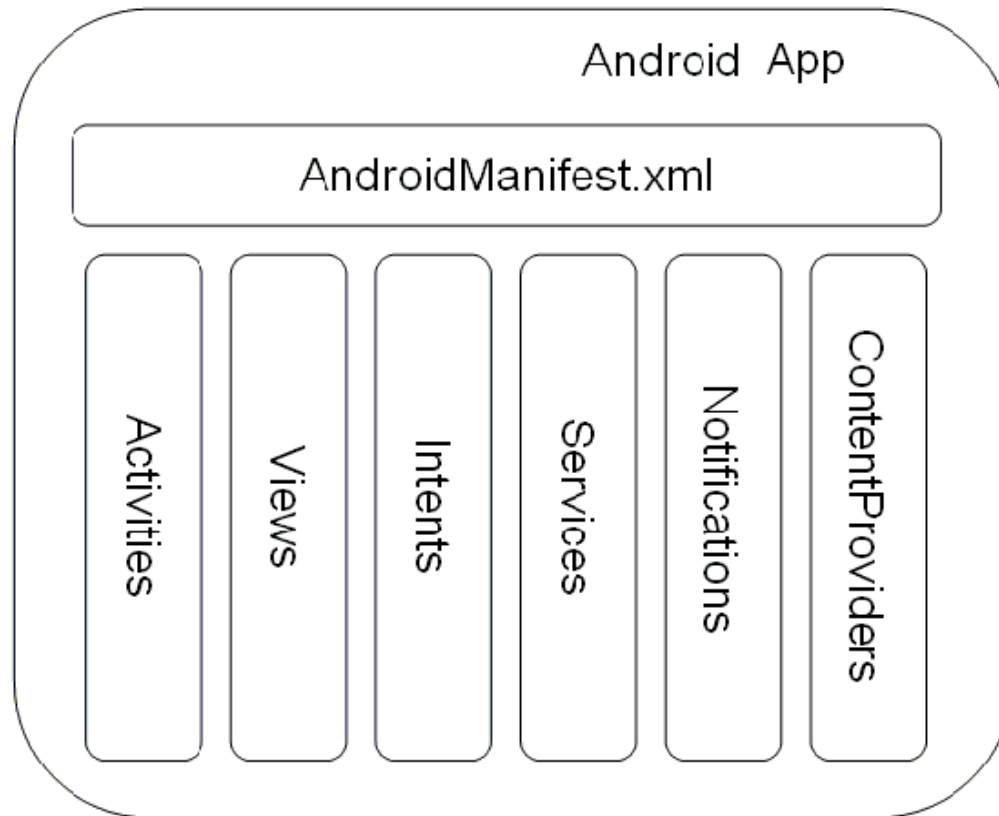 Android App
AndroidManifest.xml
Activities
Views
Intents
Services
Notifications
ContentProviders